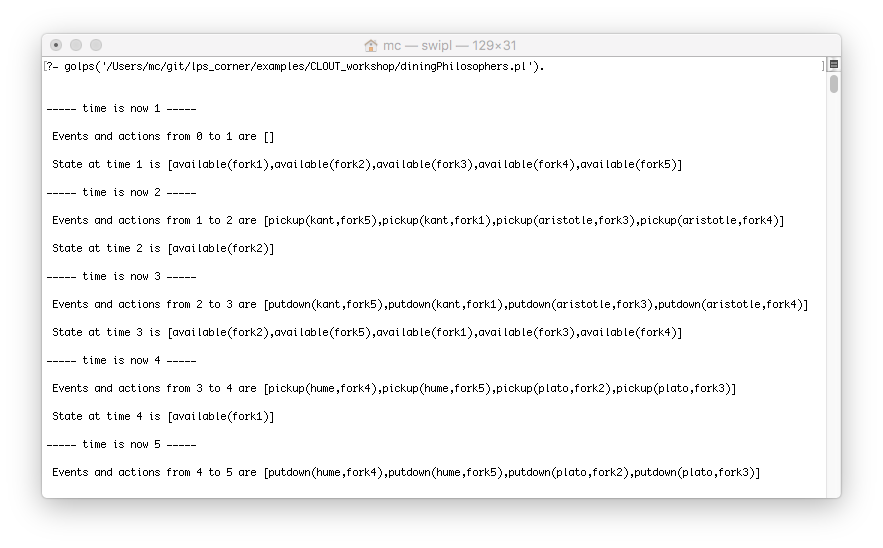 mc — swipl — 129×31
[?- golps('/Users/mc/git/lps_corner/examples/CLOUT_workshop/diningPhilosophers.pl'). ]
----- time is now 1 -----
Events and actions from 0 to 1 are []
State at time 1 is [available(fork1),available(fork2),available(fork3),available(fork4),available(fork5)]
----- time is now 2 -----
Events and actions from 1 to 2 are [pickup(kant,fork5),pickup(kant,fork1),pickup(aristotle,fork3),pickup(aristotle,fork4)]
State at time 2 is [available(fork2)]
----- time is now 3 -----
Events and actions from 2 to 3 are [putdown(kant,fork5),putdown(kant,fork1),putdown(aristotle,fork3),putdown(aristotle,fork4)]
State at time 3 is [available(fork2),available(fork5),available(fork1),available(fork3),available(fork4)]
----- time is now 4 -----
Events and actions from 3 to 4 are [pickup(hume,fork4),pickup(hume,fork5),pickup(plato,fork2),pickup(plato,fork3)]
State at time 4 is [available(fork1)]
----- time is now 5 -----
Events and actions from 4 to 5 are [putdown(hume,fork4),putdown(hume,fork5),putdown(plato,fork2),putdown(plato,fork3)]